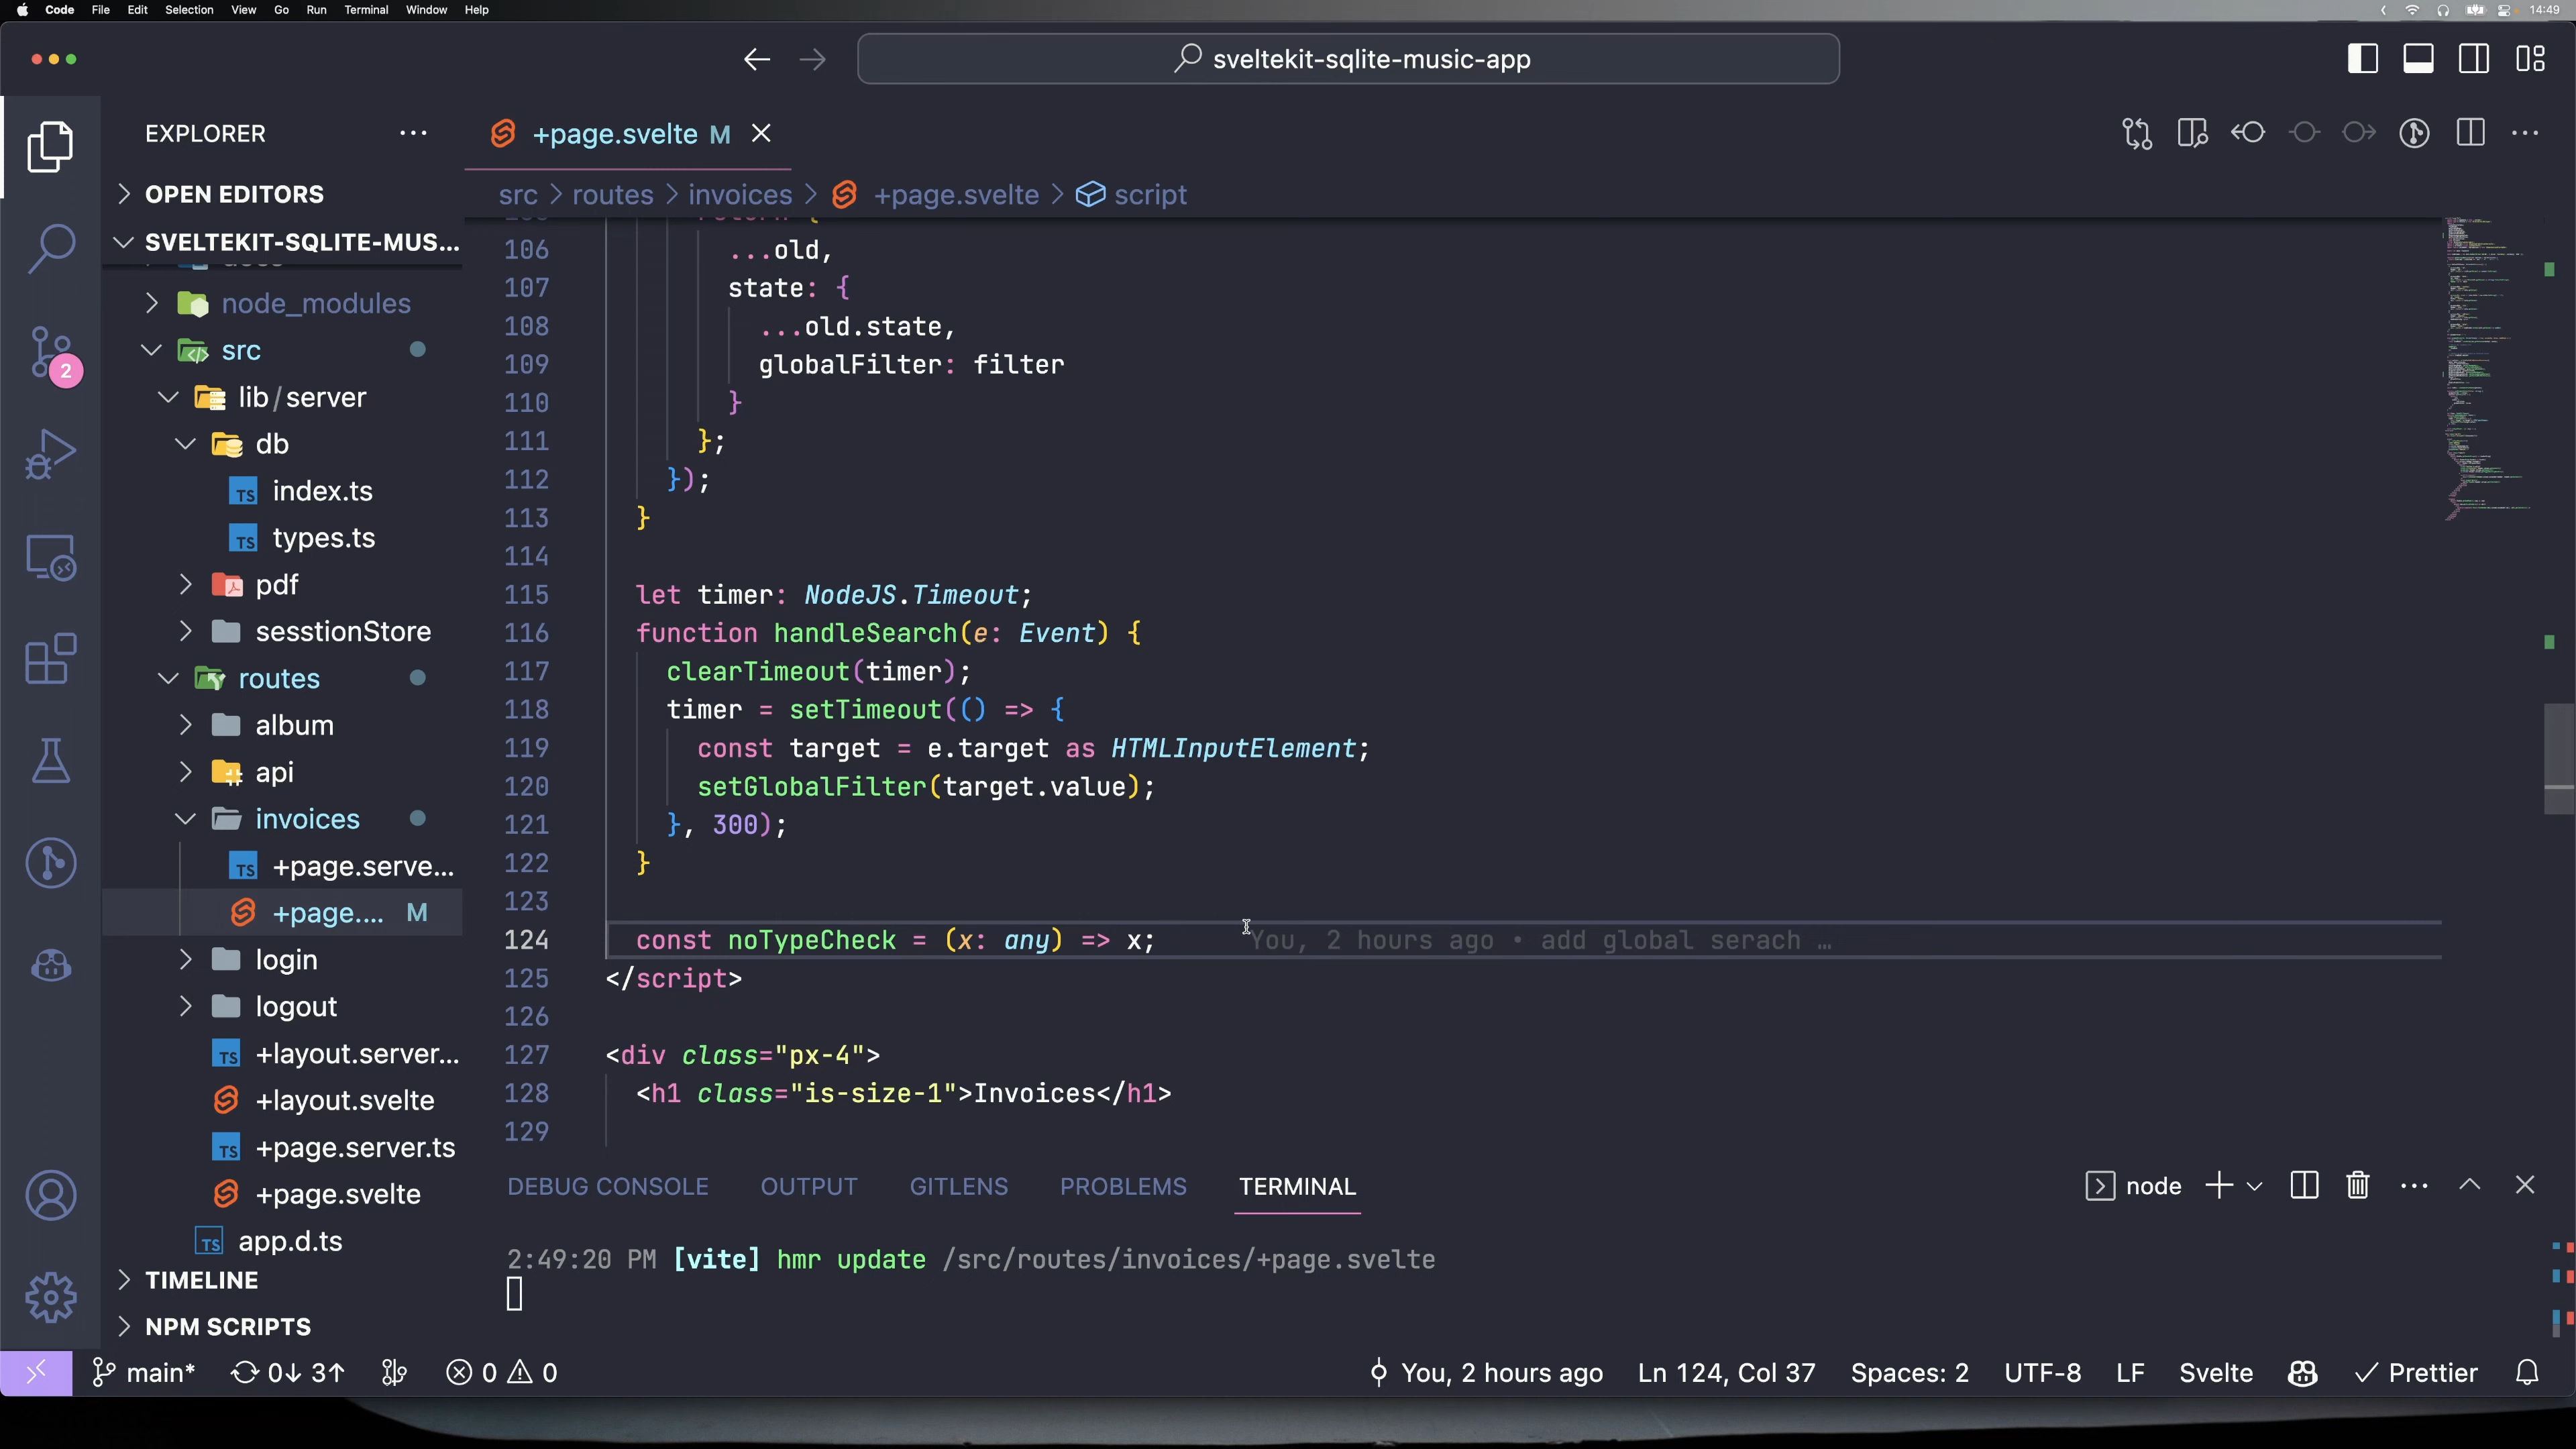 Code File Edit Selection View Go Run Terminal Window Help 14:49
sveltekit-sqlite-music-app
EXPLORER
OPEN EDITORS
SVELTEKIT-SQLITE-MUS...
node_modules
src
lib/server
db
TS index.ts
TS types.ts
pdf
sesstionStore
routes
album
api
invoices
TS +page.serve...
+page.... M
login
logout
TS +layout.server...
+layout.svelte
TS +page.server.ts
+page.svelte
TS app.d.ts
TIMELINE
NPM SCRIPTS
2
+page.svelte M
src > routes > invoices > +page.svelte > script
106 ...old,
107 state: {
108 ...old.state,
109 globalFilter: filter
110 }
111 };
112 });
113 }
114
115 let timer: NodeJS.Timeout;
116 function handleSearch(e: Event) {
117 clearTimeout(timer);
118 timer = setTimeout(() => {
119 const target = e.target as HTMLInputElement;
120 setGlobalFilter(target.value);
121 }, 300);
122 }
123
124 const noTypeCheck = (x: any) => x; You, 2 hours ago • add global serach …
125 </script>
126
127 <div class="px-4">
128 <h1 class="is-size-1">Invoices</h1>
129
DEBUG CONSOLE OUTPUT GITLENS PROBLEMS TERMINAL node
2:49:20 PM [vite] hmr update /src/routes/invoices/+page.svelte
main* 0↓ 3↑ 0 0 You, 2 hours ago Ln 124, Col 37 Spaces: 2 UTF-8 LF Svelte Prettier